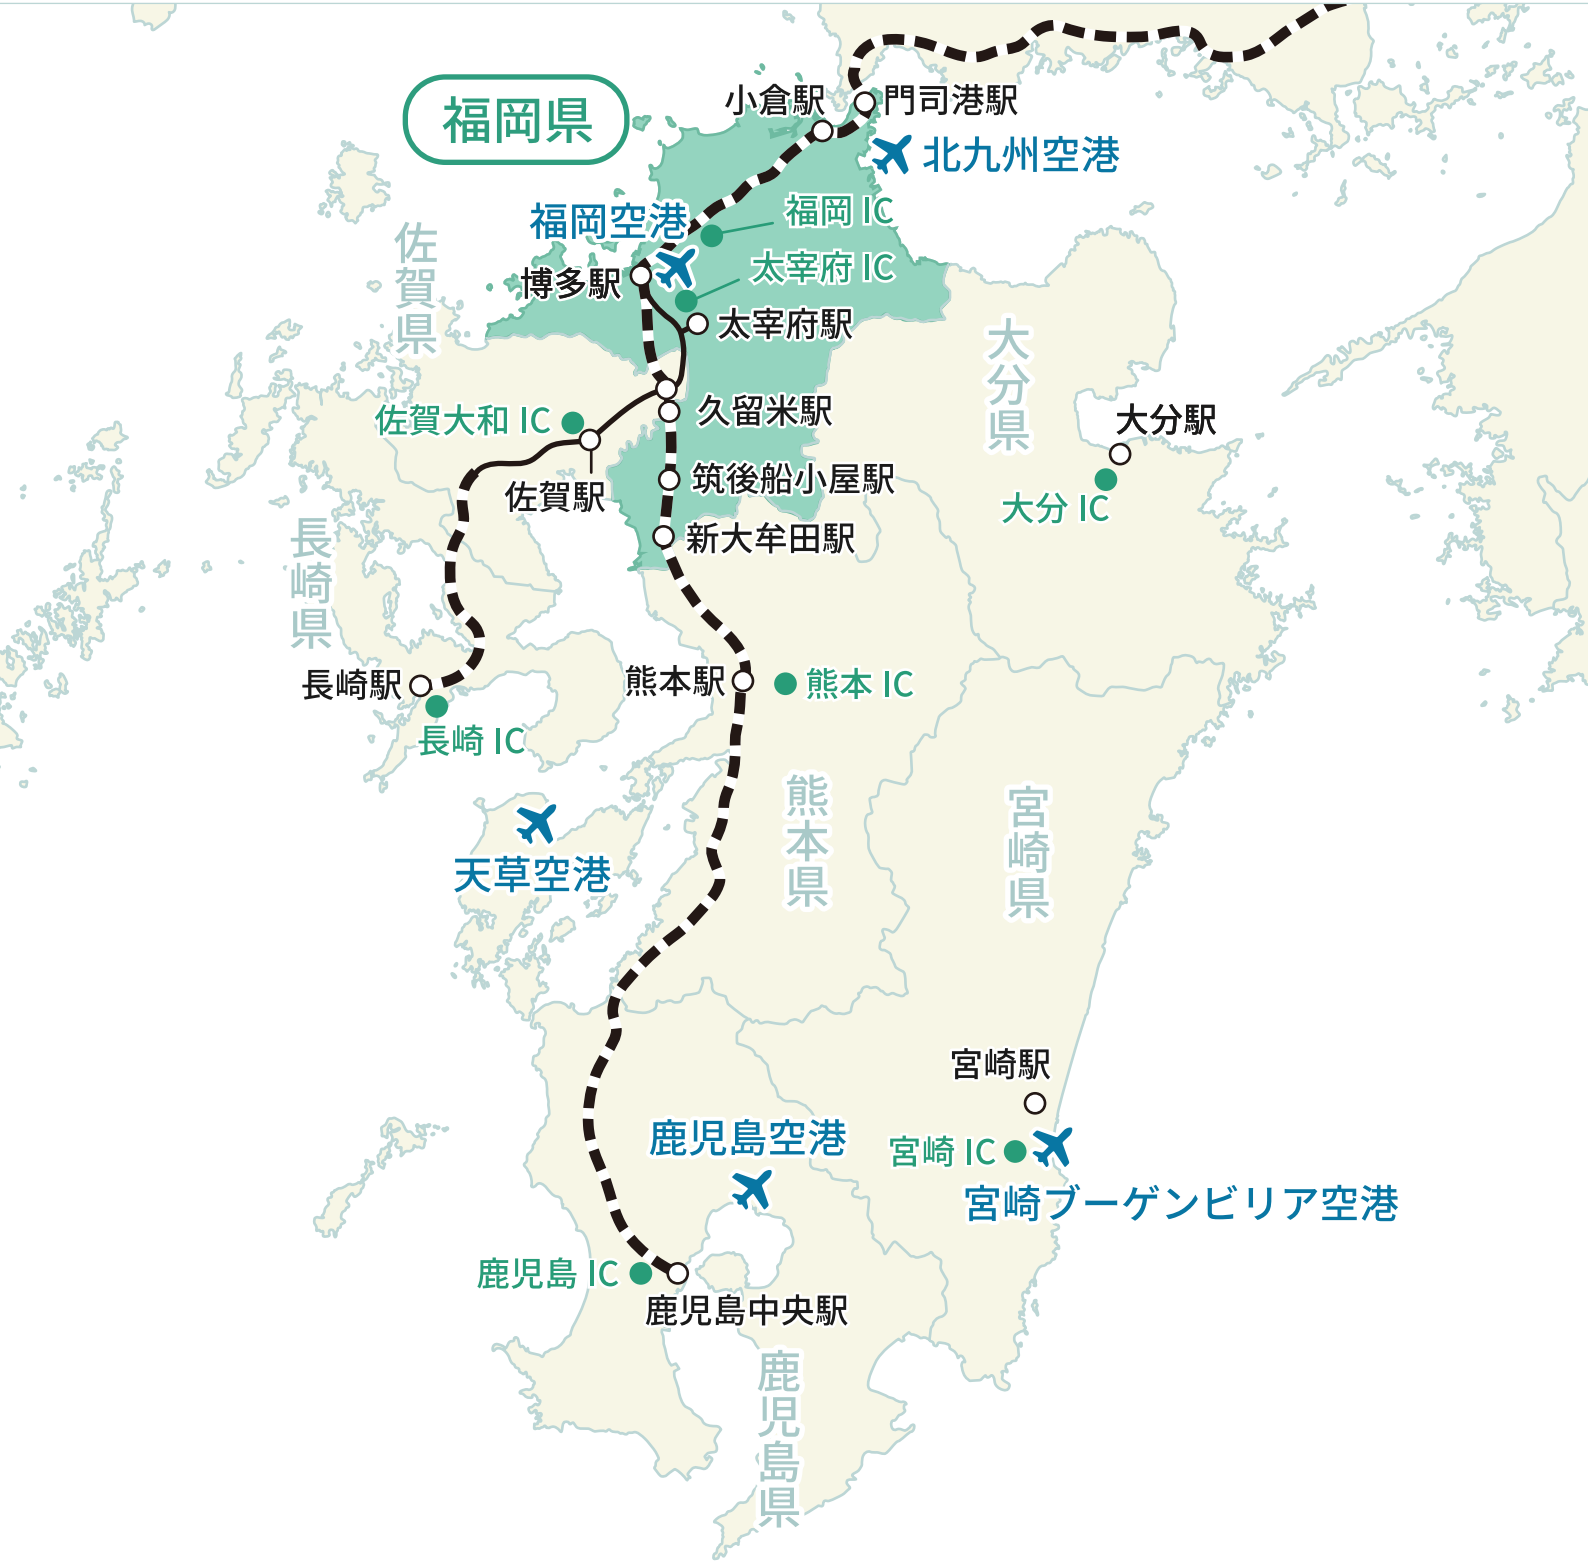 福岡県
小倉駅
門司港駅
北九州空港
福岡 IC
福岡空港
太宰府 IC
博多駅
佐賀県
太宰府駅
大分県
佐賀大和 IC
久留米駅
大分駅
筑後船小屋駅
佐賀駅
大分 IC
長崎県
新大牟田駅
長崎駅
熊本駅
熊本 IC
長崎 IC
熊本県
宮崎県
天草空港
宮崎駅
鹿児島空港
宮崎 IC
宮崎ブーゲンビリア空港
鹿児島 IC
鹿児島中央駅
鹿児島県